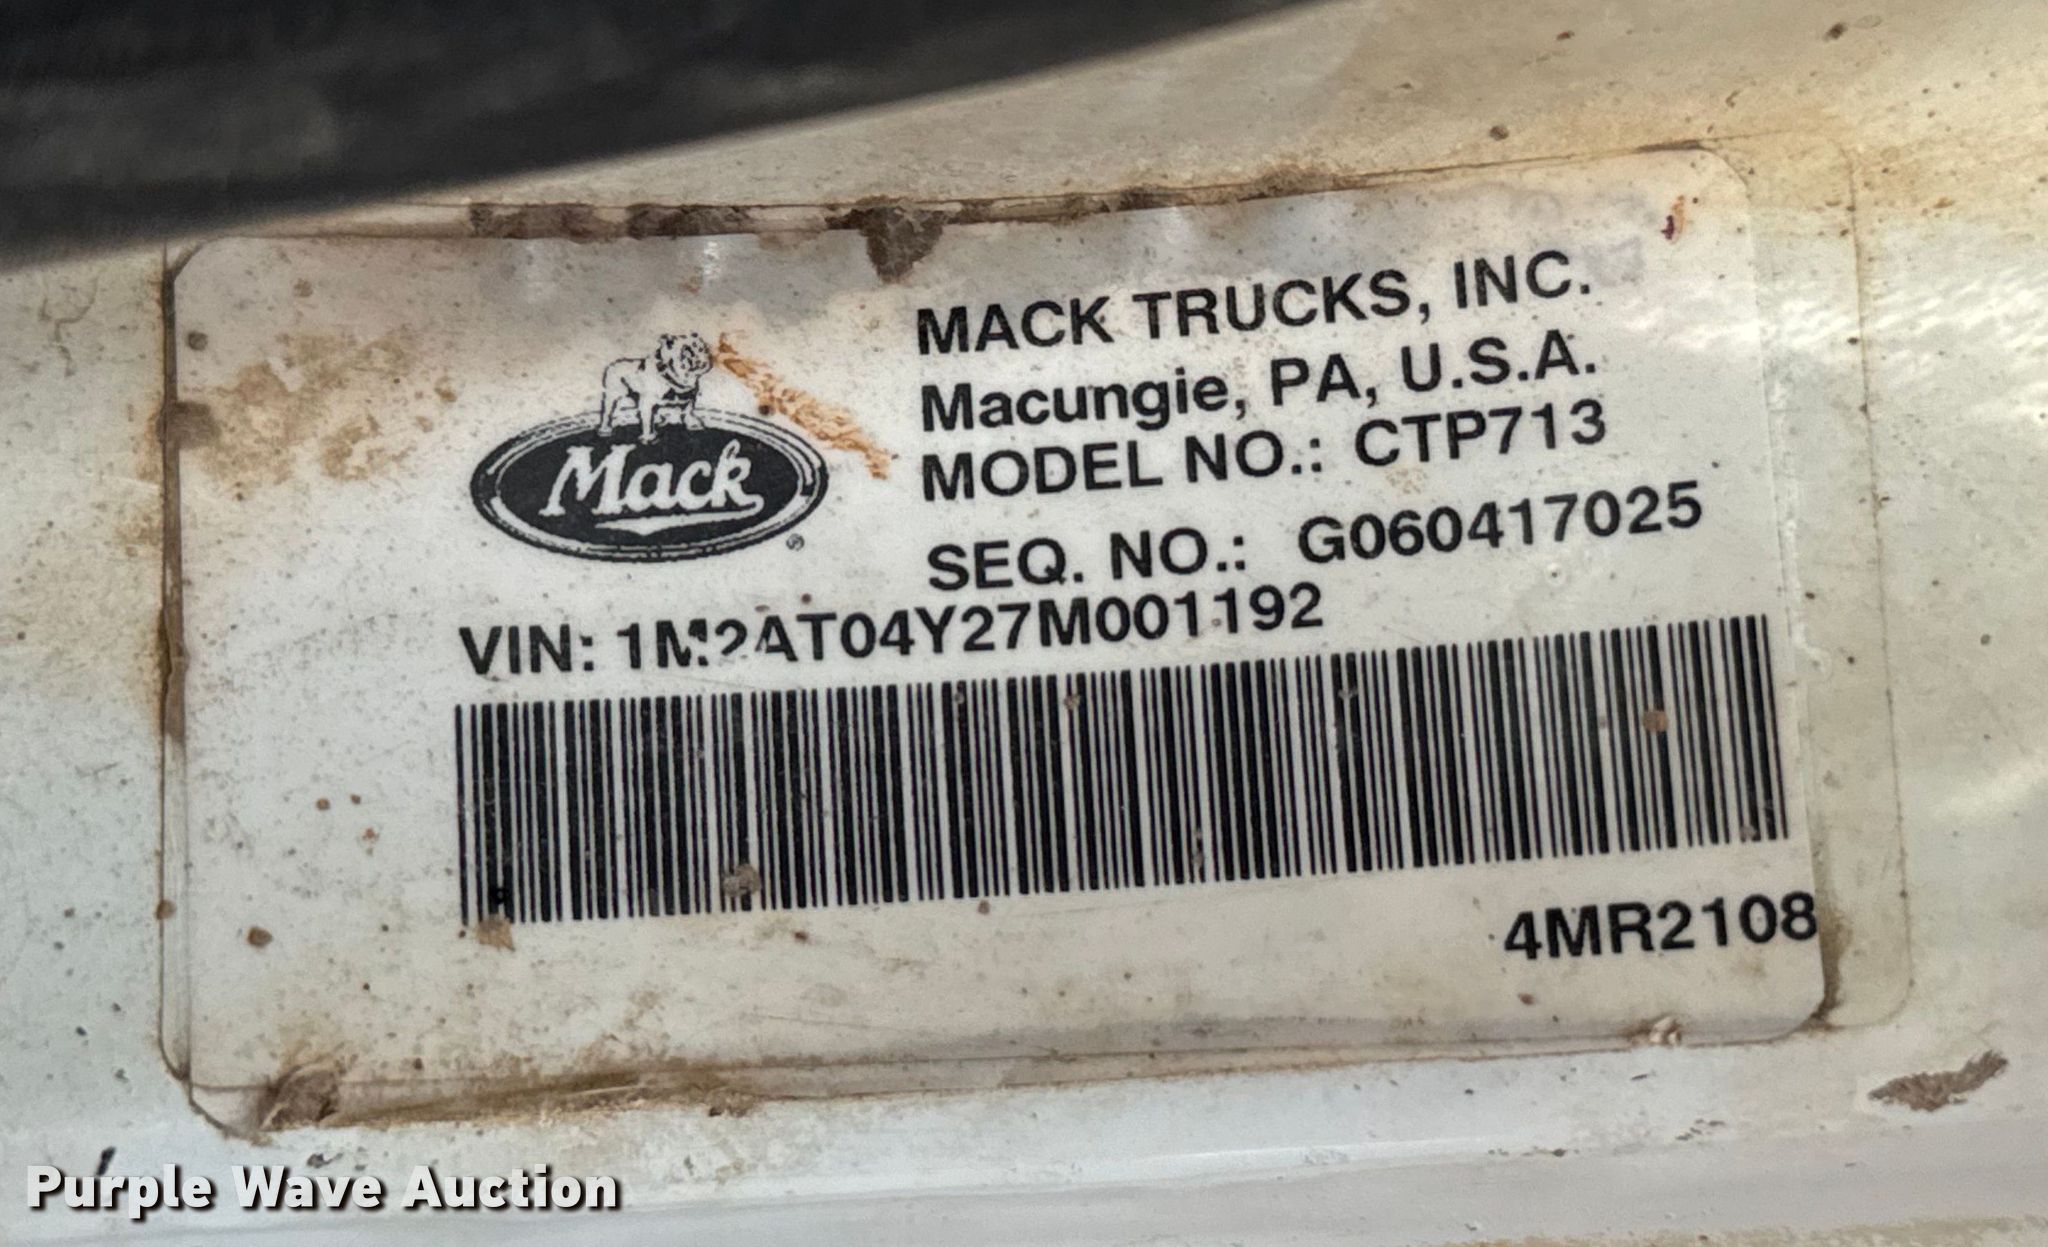 MACK TRUCKS, INC.
Macungie, PA, U.S.A.
MODEL NO.: CTP713
SEQ. NO.: G060417025
Mack
®
VIN: 1M2AT04Y27M001192
4MR2108
Purple Wave Auction